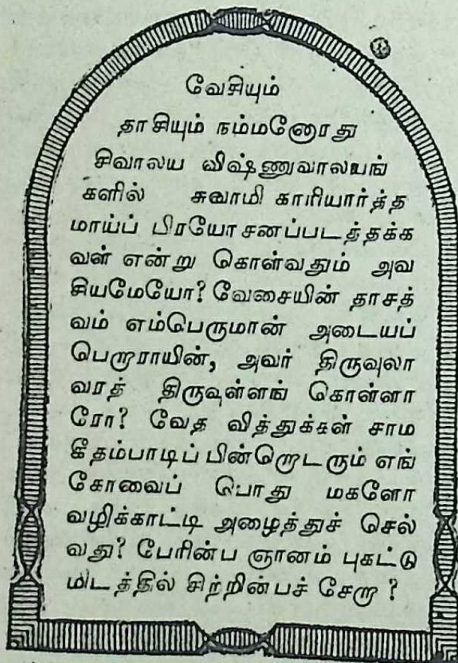 வேசியும்
தாசியும் நம்மனோரது
சிவாலய விஷ்ணுவாலயங்
களில் சுவாமி காரியார்த்த
மாய்ப் பிரயோசனப்படத்தக்க
வள் என்று கொள்வதும் அவ
சியமேயோ? வேசையின் தாசத்
வம் எம்பெருமான் அடையப்
பெறாராயின், அவர் திருவுலா
வரத் திருவுள்ளங் கொள்ளா
ரோ? வேத வித்துக்கள் சாம
கீதம்பாடிப் பின்றொடரும் எங்
கோவைப் பொது மகளோ
வழிக்காட்டி அழைத்துச் செல்
வது? பேரின்ப ஞானம் புகட்டு
மிடத்தில் சிற்றின்பச் சேறா?